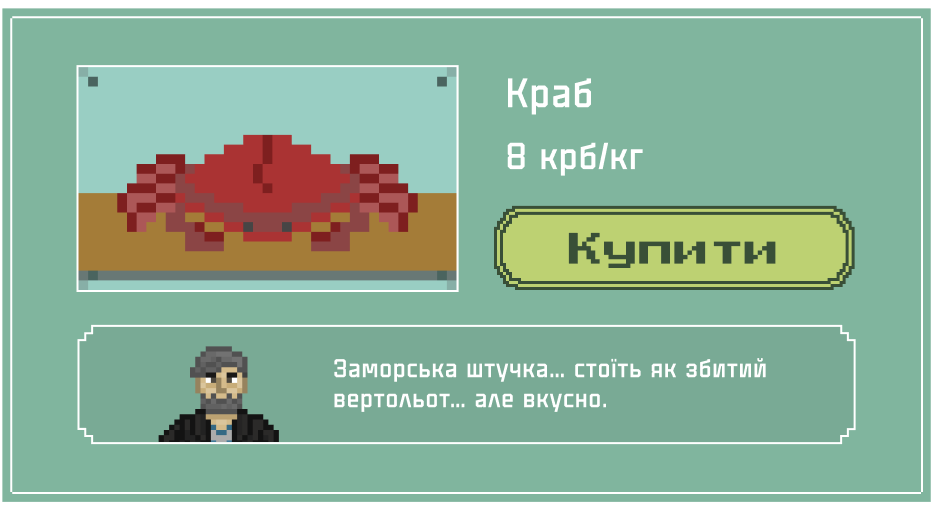 Краб
8 крб/кг
Купити
Заморська штучка... стоїть як збитий
вертольот... але вкусно.